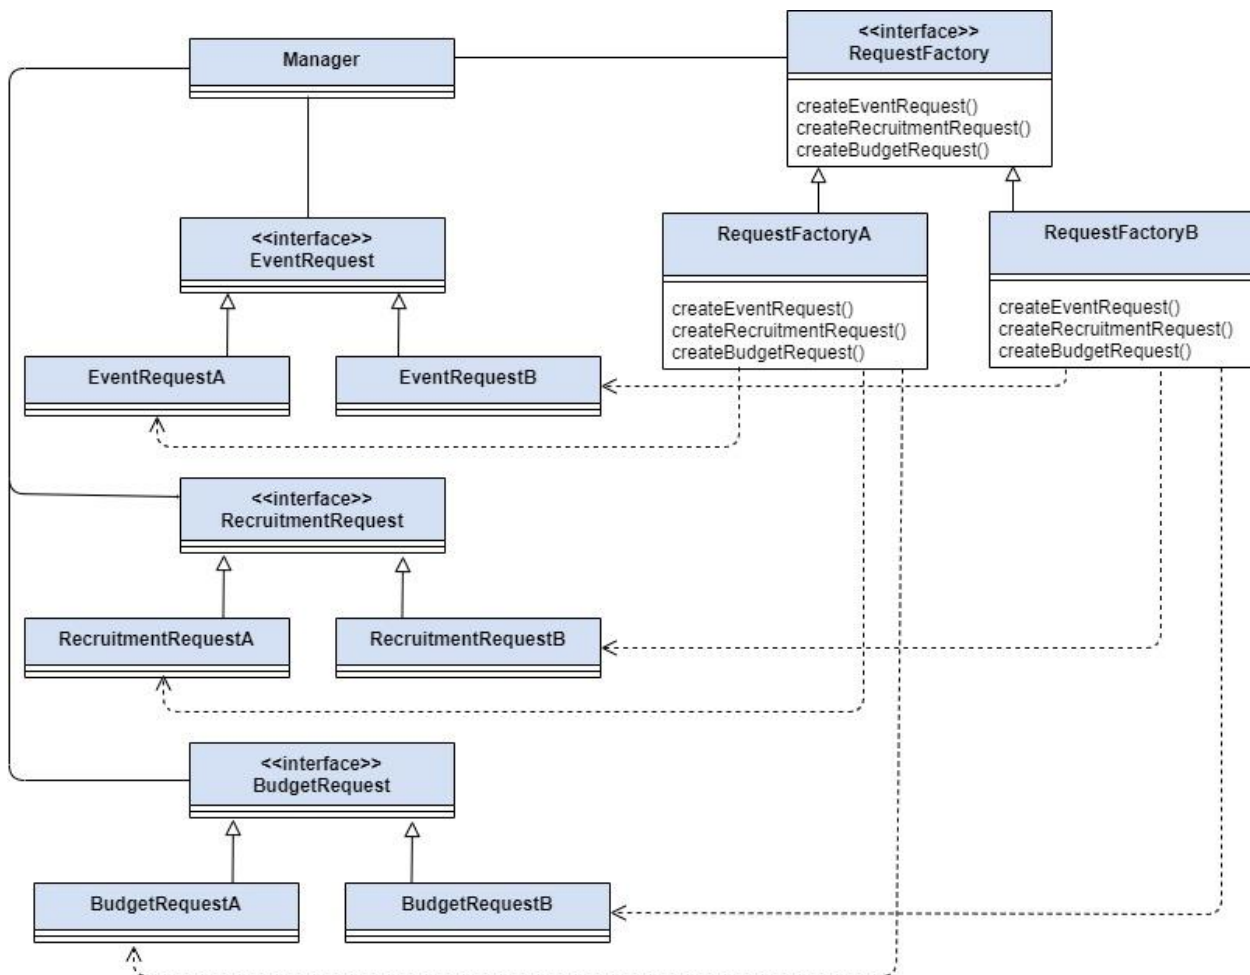 Manager
<<interface>>
RequestFactory
createEventRequest()
createRecruitmentRequest()
createBudgetRequest()
<<interface>>
EventRequest
RequestFactoryA
createEventRequest()
createRecruitmentRequest()
createBudgetRequest()
RequestFactoryB
createEventRequest()
createRecruitmentRequest()
createBudgetRequest()
EventRequestA
EventRequestB
<<interface>>
RecruitmentRequest
RecruitmentRequestA
RecruitmentRequestB
<<interface>>
BudgetRequest
BudgetRequestA
BudgetRequestB